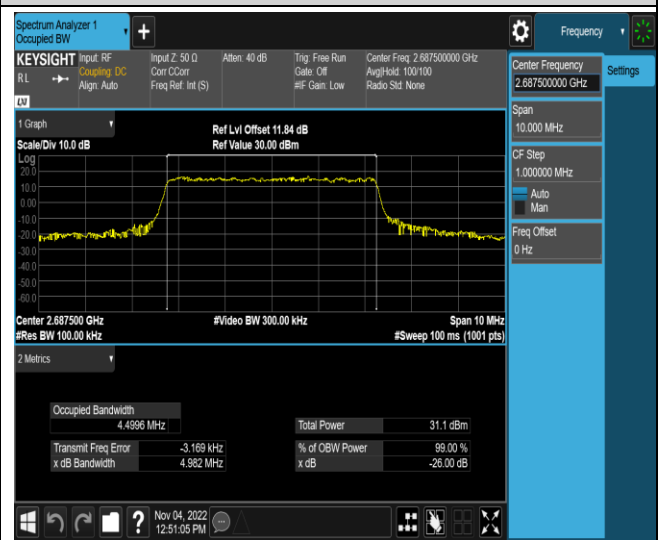 Spectrum Analyzer 1
Occupied BW
+
Frequency
KEYSIGHT
RL
LXI
Input: RF
Coupling: DC
Align: Auto
Input Z: 50 Ω
Corr CCorr
Freq Ref: Int (S)
Atten: 40 dB
Trig: Free Run
Gate: Off
#IF Gain: Low
Center Freq: 2.687500000 GHz
Avg|Hold: 100/100
Radio Std: None
Center Frequency
2.687500000 GHz
Settings
Span
10.000 MHz
CF Step
1.000000 MHz
Auto
Man
Freq Offset
0 Hz
1 Graph
Scale/Div 10.0 dB
Ref Lvl Offset 11.84 dB
Ref Value 30.00 dBm
Log
20.0
10.0
0.00
-10.0
-20.0
-30.0
-40.0
-50.0
-60.0
Center 2.687500 GHz
#Video BW 300.00 kHz
Span 10 MHz
#Res BW 100.00 kHz
#Sweep 100 ms (1001 pts)
2 Metrics
Occupied Bandwidth
4.4996 MHz
Total Power 31.1 dBm
Transmit Freq Error -3.169 kHz
% of OBW Power 99.00 %
x dB Bandwidth 4.982 MHz
x dB -26.00 dB
?
Nov 04, 2022
12:51:05 PM